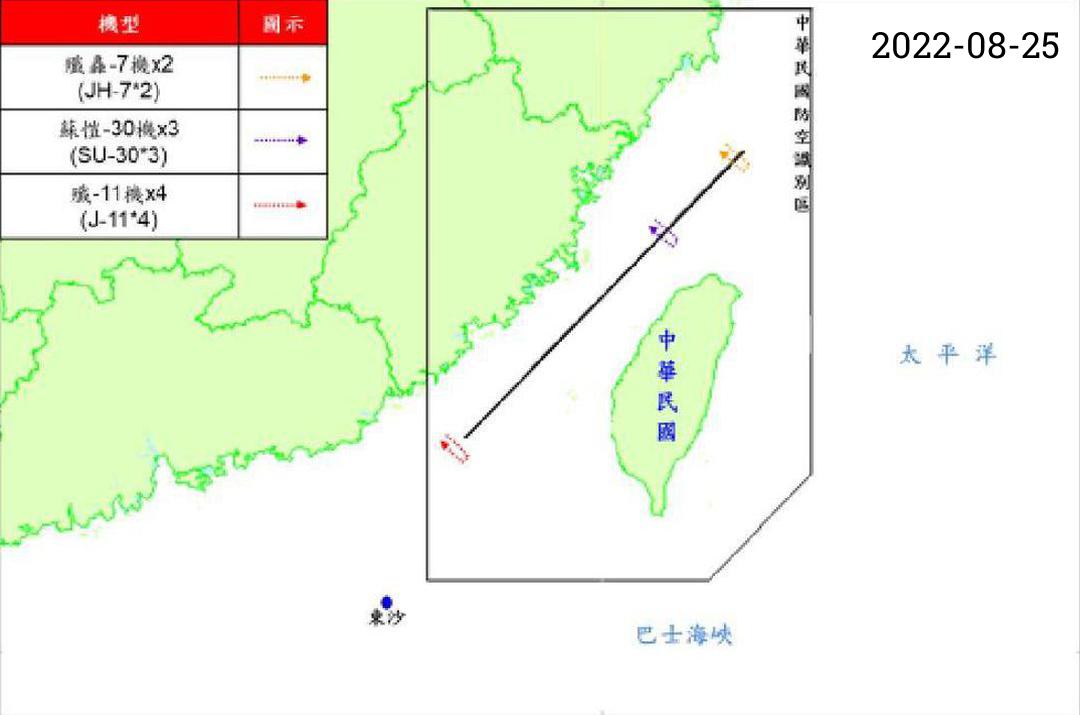 機型 圖示
殲轟-7機x2
(JH-7*2)
蘇愷-30機x3
(SU-30*3)
殲-11機x4
(J-11*4)
中華民國防空識別區
2022-08-25
中華民國
太平洋
東沙
巴士海峽